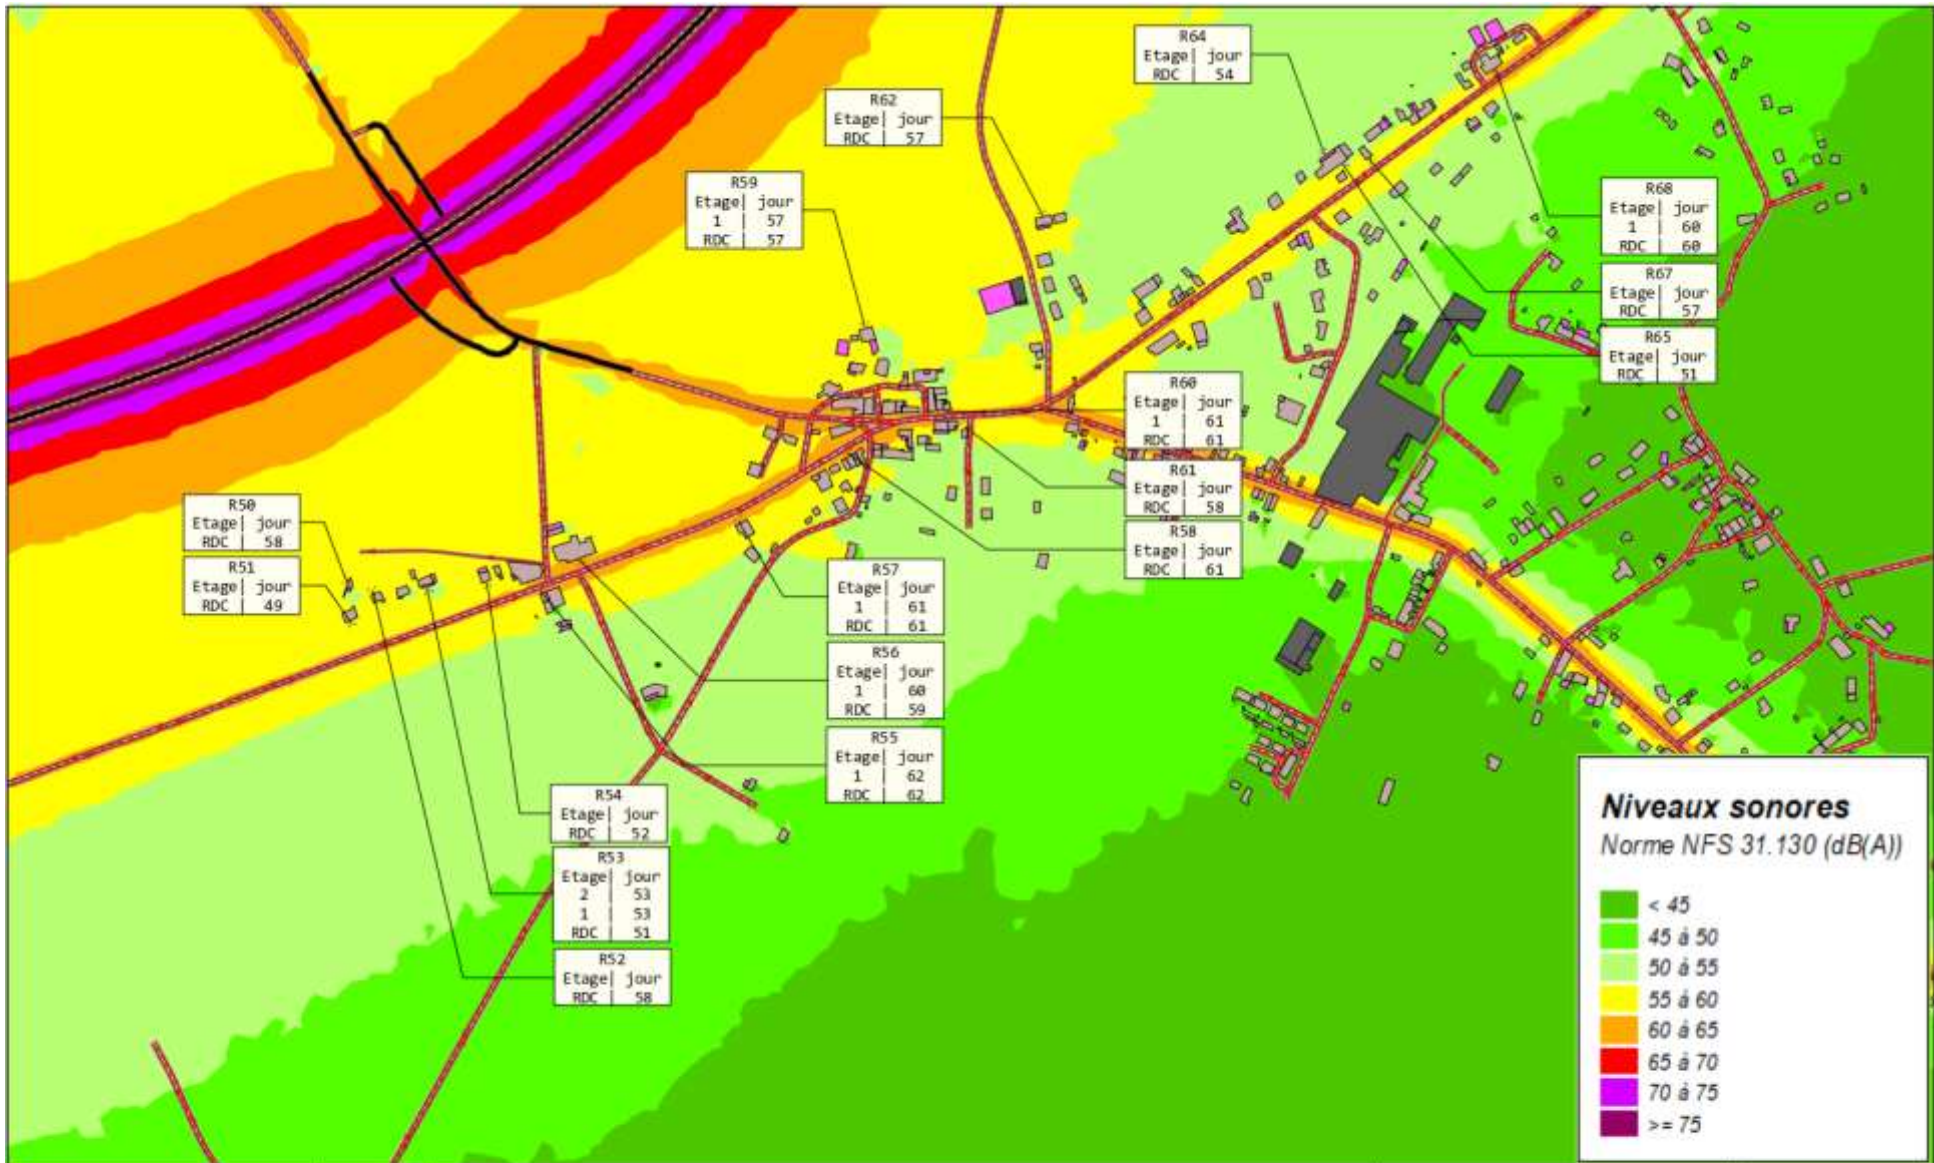 R64
Etage| jour
RDC | 54
R62
Etage| jour
RDC | 57
R59
Etage| jour
1 | 57
RDC | 57
R68
Etage| jour
1 | 60
RDC | 60
R67
Etage| jour
RDC | 57
R65
Etage| jour
RDC | 51
R60
Etage| jour
1 | 61
RDC | 61
R61
Etage| jour
RDC | 58
R58
Etage| jour
RDC | 61
R50
Etage| jour
RDC | 58
R51
Etage| jour
RDC | 49
R57
Etage| jour
1 | 61
RDC | 61
R56
Etage| jour
1 | 60
RDC | 59
R55
Etage| jour
1 | 62
RDC | 62
R54
Etage| jour
RDC | 52
R53
Etage| jour
2 | 53
1 | 53
RDC | 51
R52
Etage| jour
RDC | 58
Niveaux sonores
Norme NFS 31.130 (dB(A))
< 45
45 à 50
50 à 55
55 à 60
60 à 65
65 à 70
70 à 75
>= 75